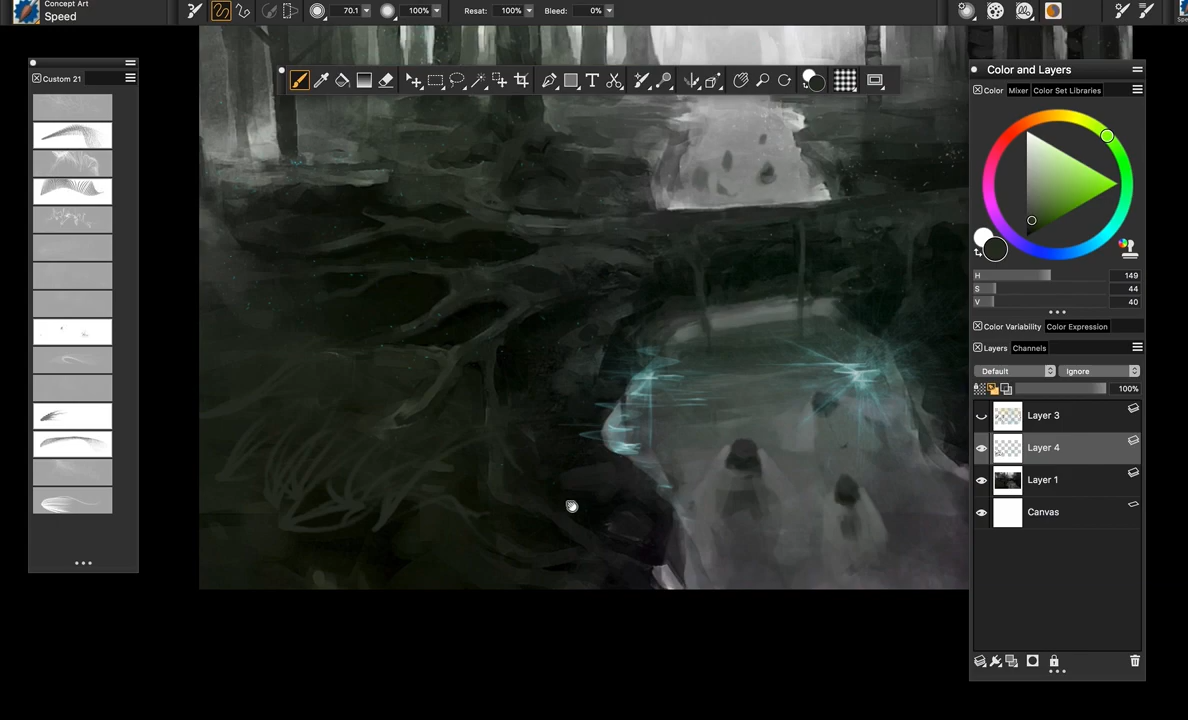 Concept Art
Speed
70.1
100%
Resat: 100%
Bleed: 0%
Custom 21
T
Color and Layers
Color Mixer Color Set Libraries
H 149
S 44
V 40
Color Variability Color Expression
Layers Channels
Default Ignore
100%
Layer 3
Layer 4
Layer 1
Canvas